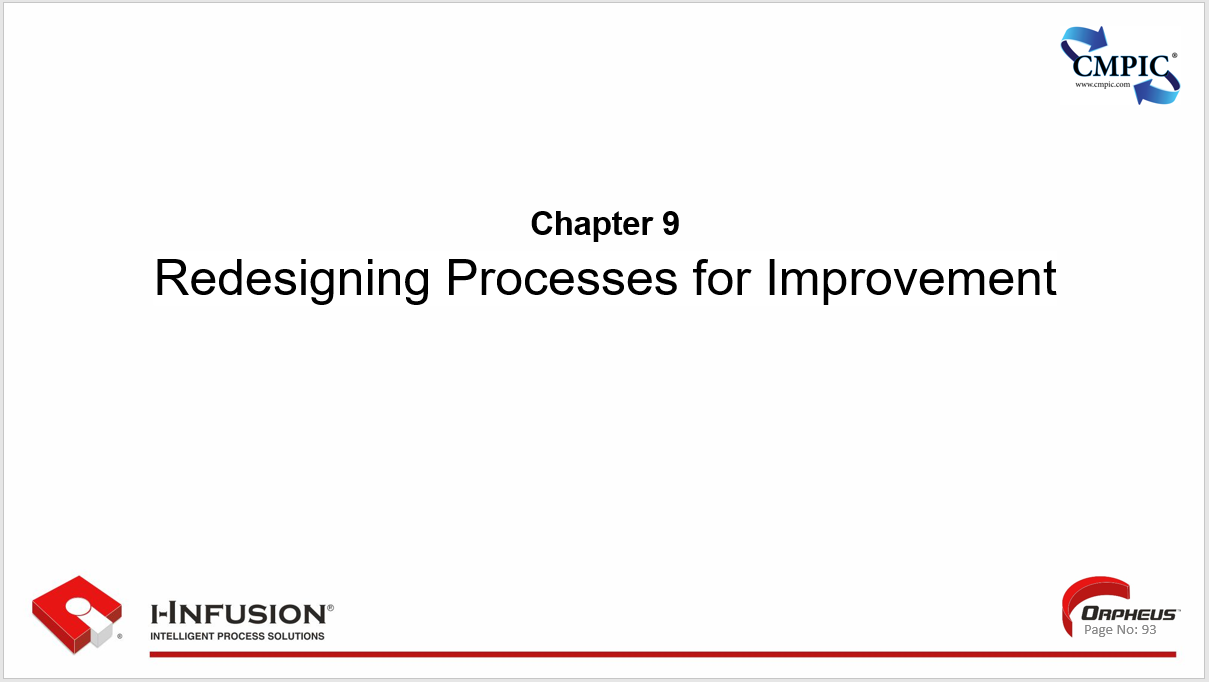 CMPIC®
www.cmpic.com
Chapter 9
Redesigning Processes for Improvement
I-INFUSION®
INTELLIGENT PROCESS SOLUTIONS
®
ORPHEUS™
Page No: 93